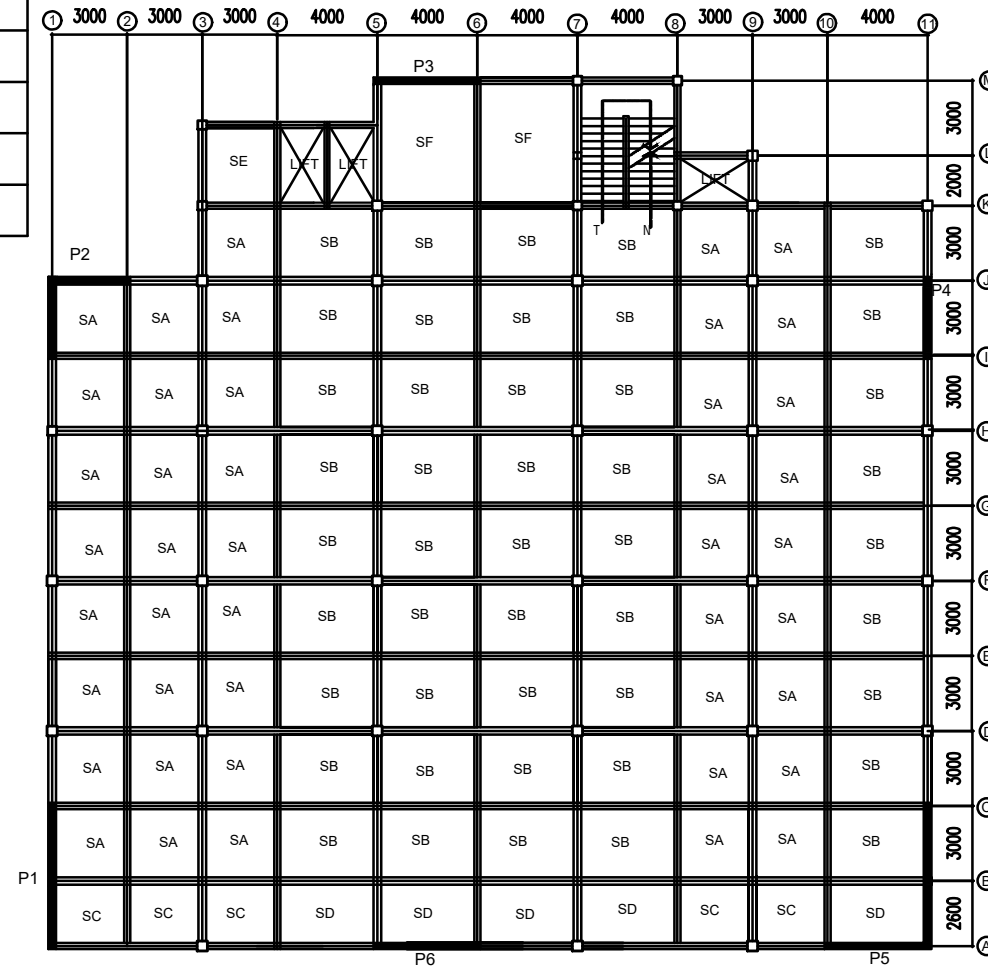 1 3000 2 3000 3 3000 4 4000 5 4000 6 4000 7 4000 8 3000 9 3000 10 4000 11
P3
M
3000
SF SF
SE LIFT LIFT
L
LIFT
2000
K
T N
SA SB SB SB SB SA SA SB
3000
P2
J
P4
SA SA SA SB SB SB SB SA SA SB
3000
I
SA SA SA SB SB SB SB SA SA SB
3000
H
SA SA SA SB SB SB SB SA SA SB
3000
G
SA SA SA SB SB SB SB SA SA SB
3000
F
SA SA SA SB SB SB SB SA SA SB
3000
E
SA SA SA SB SB SB SB SA SA SB
3000
D
SA SA SA SB SB SB SB SA SA SB
3000
C
SA SA SA SB SB SB SB SA SA SB
3000
P1
B
SC SC SC SD SD SD SD SC SC SD
2600
A
P6 P5